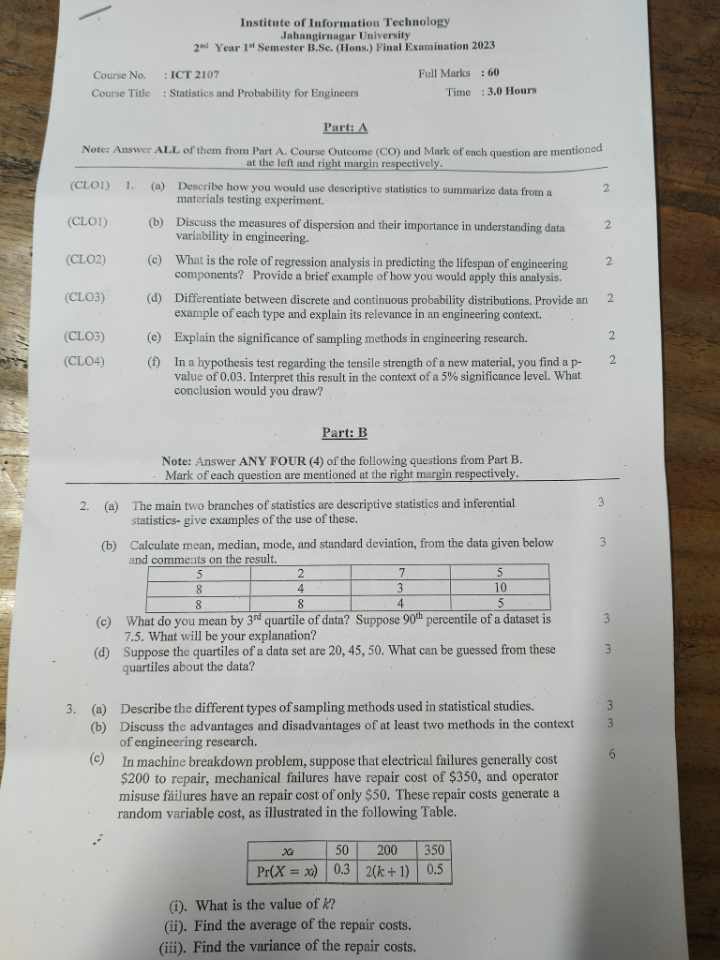 Institute of Information Technology
Jahangirnagar University
2nd Year 1st Semester B.Sc. (Hons.) Final Examination 2023
Course No. : ICT 2107 Full Marks : 60
Course Title : Statistics and Probability for Engineers Time : 3.0 Hours
Part: A
Note: Answer ALL of them from Part A. Course Outcome (CO) and Mark of each question are mentioned
at the left and right margin respectively.
(CLO1) 1. (a) Describe how you would use descriptive statistics to summarize data from a 2
materials testing experiment.
(CLO1) (b) Discuss the measures of dispersion and their importance in understanding data 2
variability in engineering.
(CLO2) (c) What is the role of regression analysis in predicting the lifespan of engineering 2
components? Provide a brief example of how you would apply this analysis.
(CLO3) (d) Differentiate between discrete and continuous probability distributions. Provide an 2
example of each type and explain its relevance in an engineering context.
(CLO3) (e) Explain the significance of sampling methods in engineering research. 2
(CLO4) (f) In a hypothesis test regarding the tensile strength of a new material, you find a p- 2
value of 0.03. Interpret this result in the context of a 5% significance level. What
conclusion would you draw?
Part: B
Note: Answer ANY FOUR (4) of the following questions from Part B.
Mark of each question are mentioned at the right margin respectively.
2. (a) The main two branches of statistics are descriptive statistics and inferential 3
statistics- give examples of the use of these.
(b) Calculate mean, median, mode, and standard deviation, from the data given below 3
and comments on the result.
5 2 7 5
8 4 3 10
8 8 4 5
(c) What do you mean by 3rd quartile of data? Suppose 90th percentile of a dataset is 3
7.5. What will be your explanation?
(d) Suppose the quartiles of a data set are 20, 45, 50. What can be guessed from these 3
quartiles about the data?
3. (a) Describe the different types of sampling methods used in statistical studies. 3
(b) Discuss the advantages and disadvantages of at least two methods in the context 3
of engineering research.
(c) In machine breakdown problem, suppose that electrical failures generally cost 6
$200 to repair, mechanical failures have repair cost of $350, and operator
misuse failures have an repair cost of only $50. These repair costs generate a
random variable cost, as illustrated in the following Table.
xi 50 200 350
Pr(X = xi) 0.3 2(k + 1) 0.5
(i). What is the value of k?
(ii). Find the average of the repair costs.
(iii). Find the variance of the repair costs.